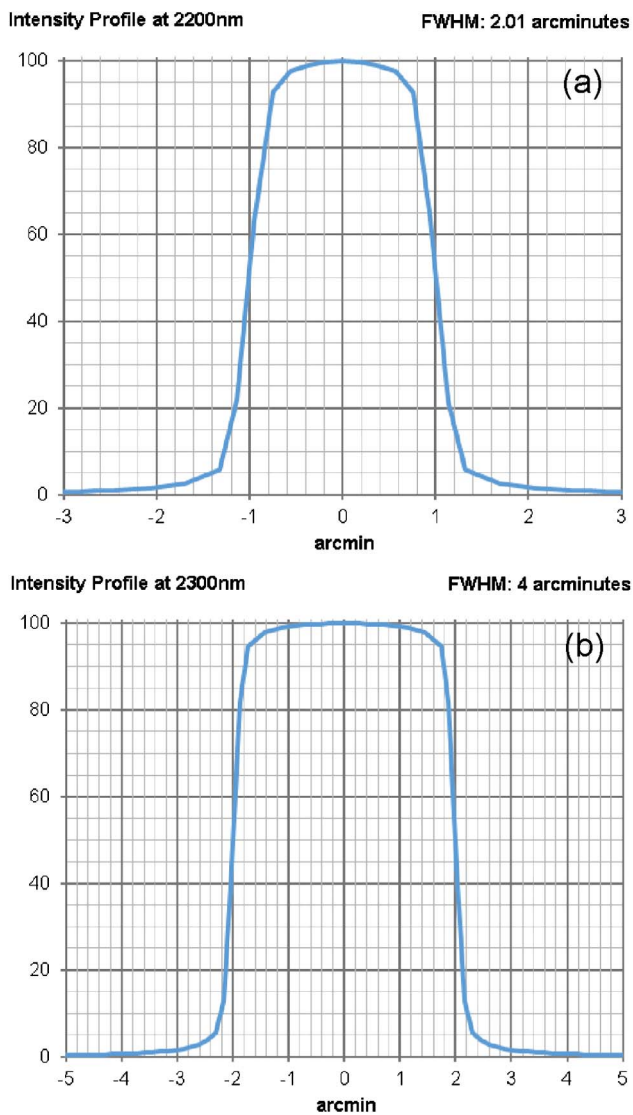 Intensity Profile at 2200nm FWHM: 2.01 arcminutes
(a)
100
80
60
40
20
0
-3 -2 -1 0 1 2 3
arcmin
Intensity Profile at 2300nm FWHM: 4 arcminutes
(b)
100
80
60
40
20
0
-5 -4 -3 -2 -1 0 1 2 3 4 5
arcmin